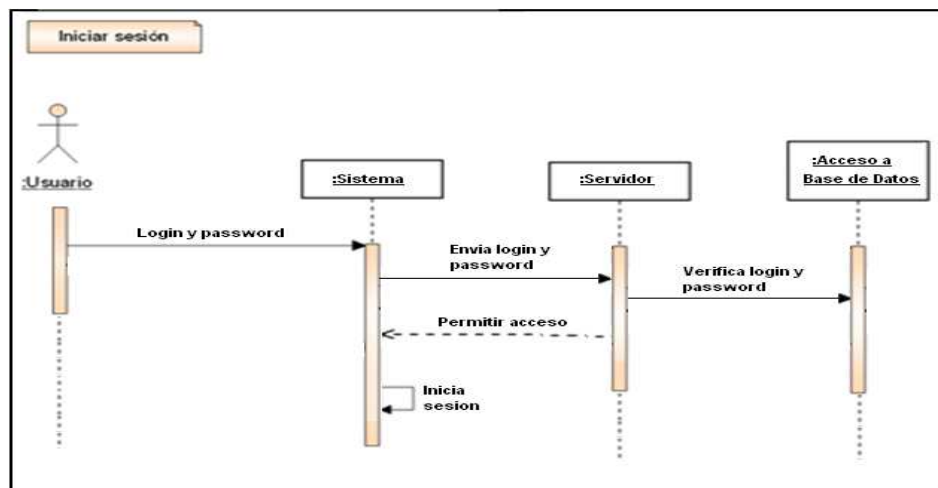 Iniciar sesión
:Usuario
:Sistema
:Servidor
:Acceso a
Base de Datos
Login y password
Envia login y
password
Verifica login y
password
Permitir acceso
Inicia
sesion